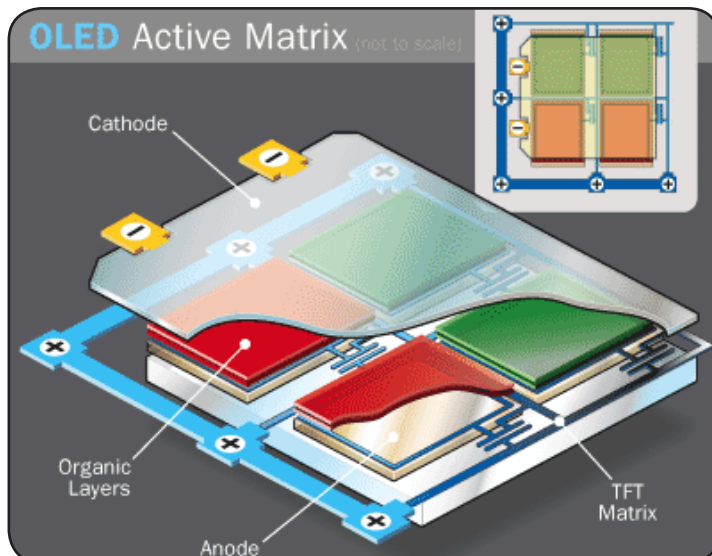 OLED Active Matrix (not to scale)
Cathode
Organic
Layers
Anode
TFT
Matrix